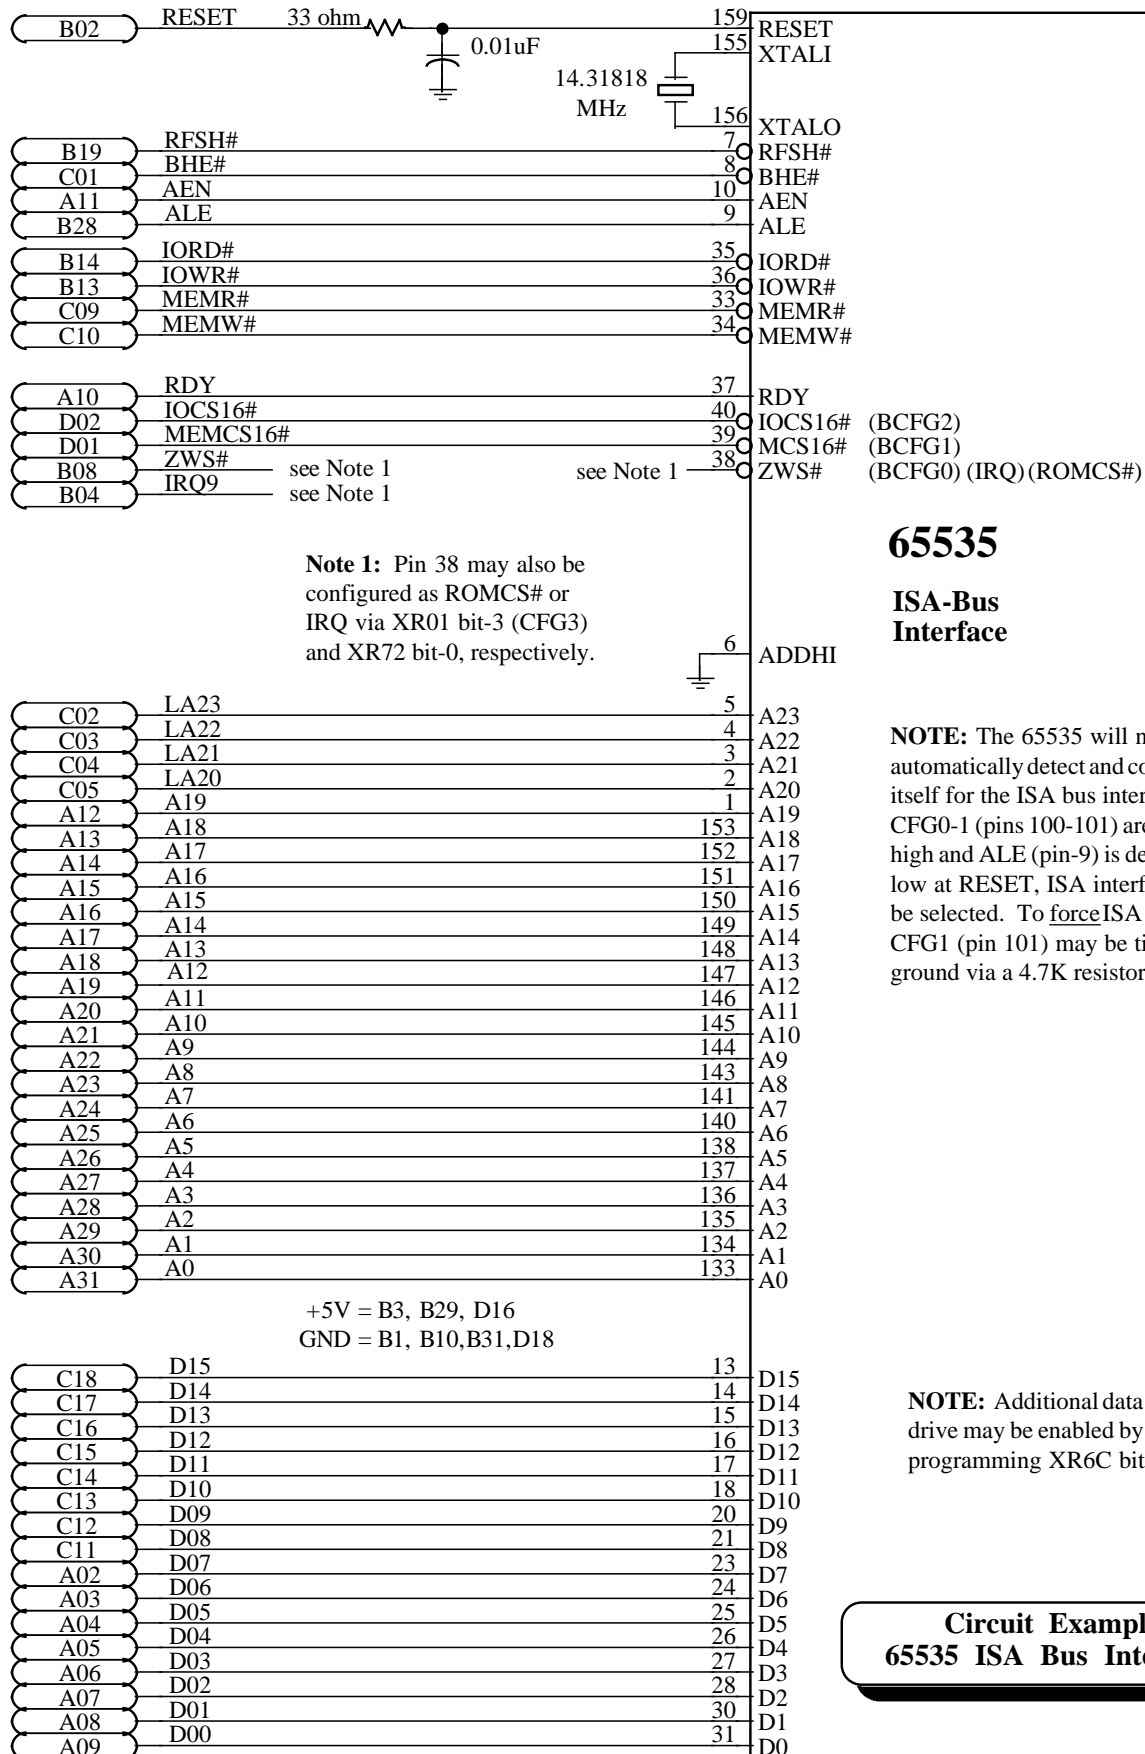 B02 RESET 33 ohm 159 RESET
0.01uF 155 XTALI
14.31818
MHz
156 XTALO
B19 RFSH# 7 RFSH#
C01 BHE# 8 BHE#
A11 AEN 10 AEN
B28 ALE 9 ALE
B14 IORD# 35 IORD#
B13 IOWR# 36 IOWR#
C09 MEMR# 33 MEMR#
C10 MEMW# 34 MEMW#
A10 RDY 37 RDY
D02 IOCS16# 40 IOCS16# (BCFG2)
D01 MEMCS16# 39 MCS16# (BCFG1)
B08 ZWS# see Note 1 see Note 1 38 ZWS# (BCFG0) (IRQ) (ROMCS#)
B04 IRQ9 see Note 1
65535
ISA-Bus
Interface
Note 1: Pin 38 may also be
configured as ROMCS# or
IRQ via XR01 bit-3 (CFG3)
and XR72 bit-0, respectively.
6 ADDHI
C02 LA23 5 A23
C03 LA22 4 A22
C04 LA21 3 A21
C05 LA20 2 A20
A12 A19 1 A19
A13 A18 153 A18
A14 A17 152 A17
A15 A16 151 A16
A16 A15 150 A15
A17 A14 149 A14
A18 A13 148 A13
A19 A12 147 A12
A20 A11 146 A11
A21 A10 145 A10
A22 A9 144 A9
A23 A8 143 A8
A24 A7 141 A7
A25 A6 140 A6
A26 A5 138 A5
A27 A4 137 A4
A28 A3 136 A3
A29 A2 135 A2
A30 A1 134 A1
A31 A0 133 A0
NOTE: The 65535 will
automatically detect and
itself for the ISA bus
CFG0-1 (pins 100-101)
high and ALE (pin-9) is
low at RESET, ISA
be selected. To force ISA
CFG1 (pin 101) may be
ground via a 4.7K resistor
+5V = B3, B29, D16
GND = B1, B10,B31,D18
C18 D15 13 D15
C17 D14 14 D14
C16 D13 15 D13
C15 D12 16 D12
C14 D11 17 D11
C13 D10 18 D10
C12 D09 20 D9
C11 D08 21 D8
A02 D07 23 D7
A03 D06 24 D6
A04 D05 25 D5
A05 D04 26 D4
A06 D03 27 D3
A07 D02 28 D2
A08 D01 30 D1
A09 D00 31 D0
NOTE: Additional data
drive may be enabled by
programming XR6C bit
Circuit
65535 ISA Bus